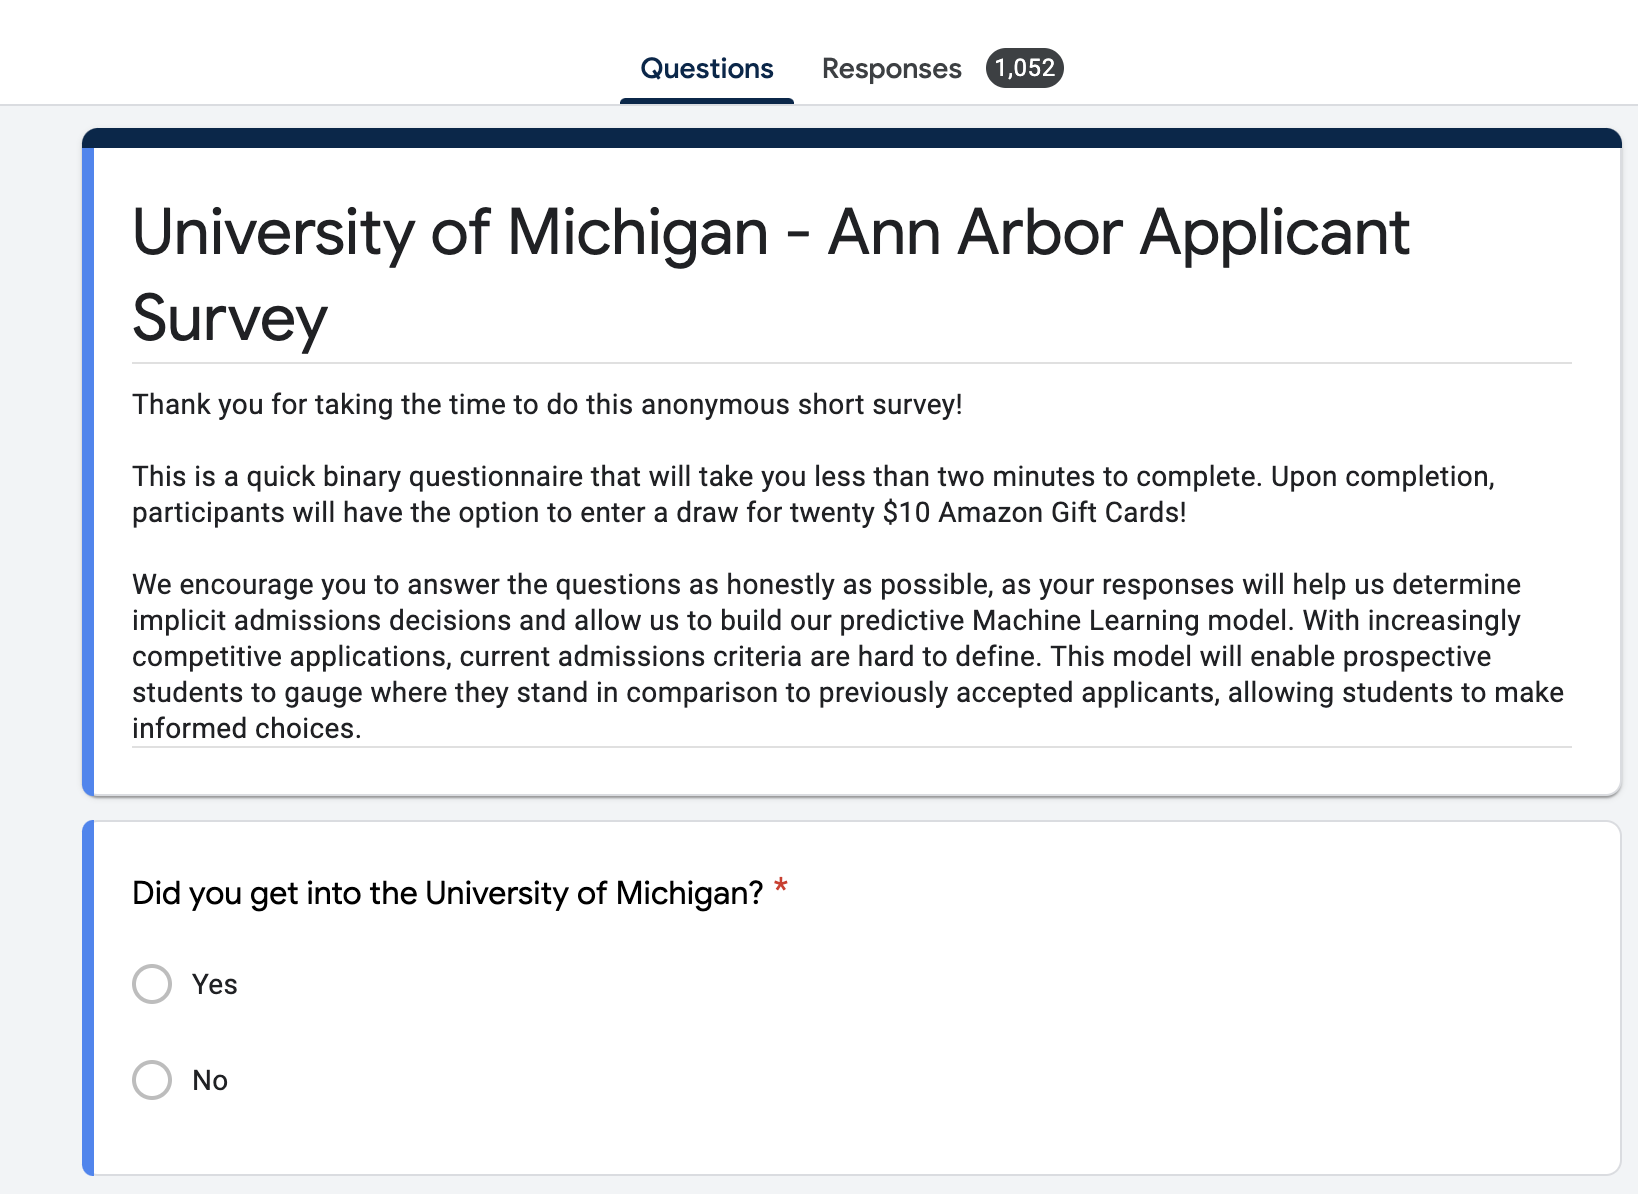 Questions
Responses
1,052
University of Michigan - Ann Arbor Applicant
Survey
Thank you for taking the time to do this anonymous short survey!
This is a quick binary questionnaire that will take you less than two minutes to complete. Upon completion,
participants will have the option to enter a draw for twenty $10 Amazon Gift Cards!
We encourage you to answer the questions as honestly as possible, as your responses will help us determine
implicit admissions decisions and allow us to build our predictive Machine Learning model. With increasingly
competitive applications, current admissions criteria are hard to define. This model will enable prospective
students to gauge where they stand in comparison to previously accepted applicants, allowing students to make
informed choices.
Did you get into the University of Michigan? *
Yes
No